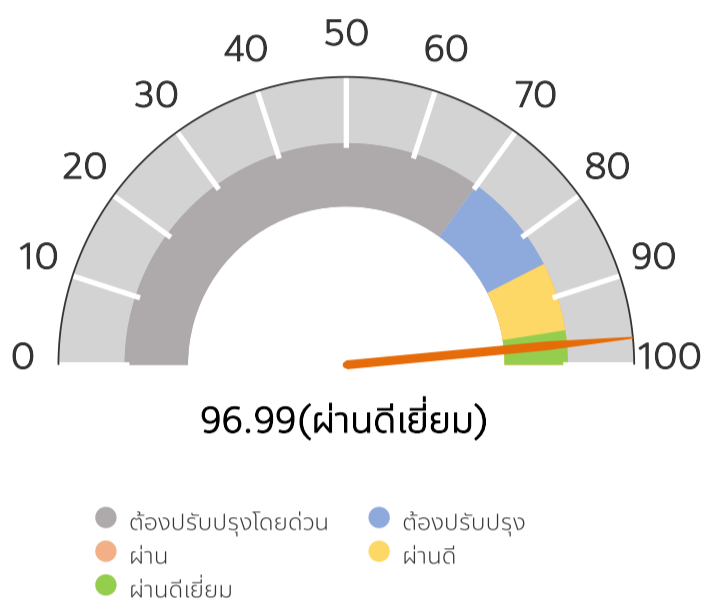 50
40
60
30
70
20
80
10
90
0
100
96.99(ผ่านดีเยี่ยม)
ต้องปรับปรุงโดยด่วน
ต้องปรับปรุง
ผ่าน
ผ่านดี
ผ่านดีเยี่ยม